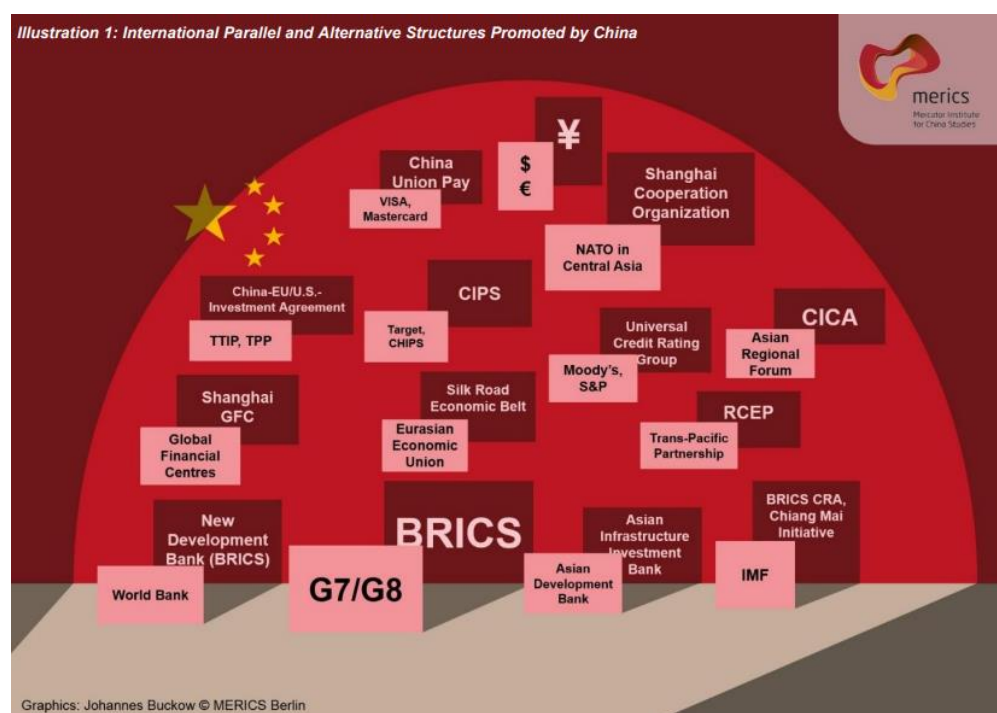 Illustration 1: International Parallel and Alternative Structures Promoted by China
merics
Mercator Institute
for China Studies
¥
$
€
China
Union Pay
VISA,
Mastercard
Shanghai
Cooperation
Organization
NATO in
Central Asia
China-EU/U.S.-
Investment Agreement
TTIP, TPP
CIPS
Target,
CHIPS
Universal
Credit Rating
Group
Moody's,
S&P
CICA
Asian
Regional
Forum
Shanghai
GFC
Global
Financial
Centres
Silk Road
Economic Belt
Eurasian
Economic
Union
RCEP
Trans-Pacific
Partnership
New
Development
Bank (BRICS)
World Bank
BRICS
G7/G8
Asian
Infrastructure
Investment
Bank
Asian
Development
Bank
BRICS CRA,
Chiang Mai
Initiative
IMF
Graphics: Johannes Buckow © MERICS Berlin